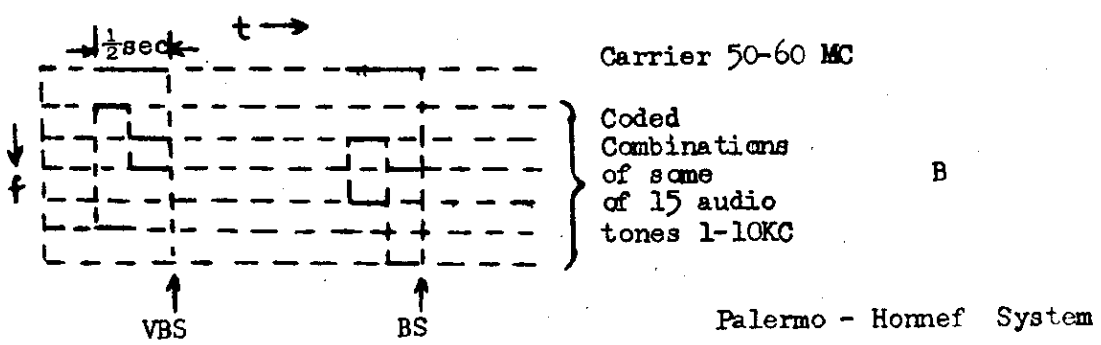 t →
½sec
Carrier 50-60 MC
f
Coded
Combinations
of some
of 15 audio
tones 1-10KC
B
VBS
BS
Palermo - Hommef System